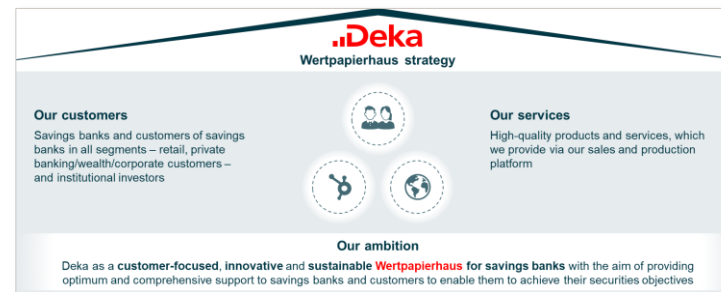 Deka
Wertpapierhaus strategy
Our customers
Savings banks and customers of savings
banks in all segments – retail, private
banking/wealth/corporate customers –
and institutional investors
Our services
High-quality products and services, which
we provide via our sales and production
platform
Our ambition
Deka as a customer-focused, innovative and sustainable Wertpapierhaus for savings banks with the aim of providing
optimum and comprehensive support to savings banks and customers to enable them to achieve their securities objectives